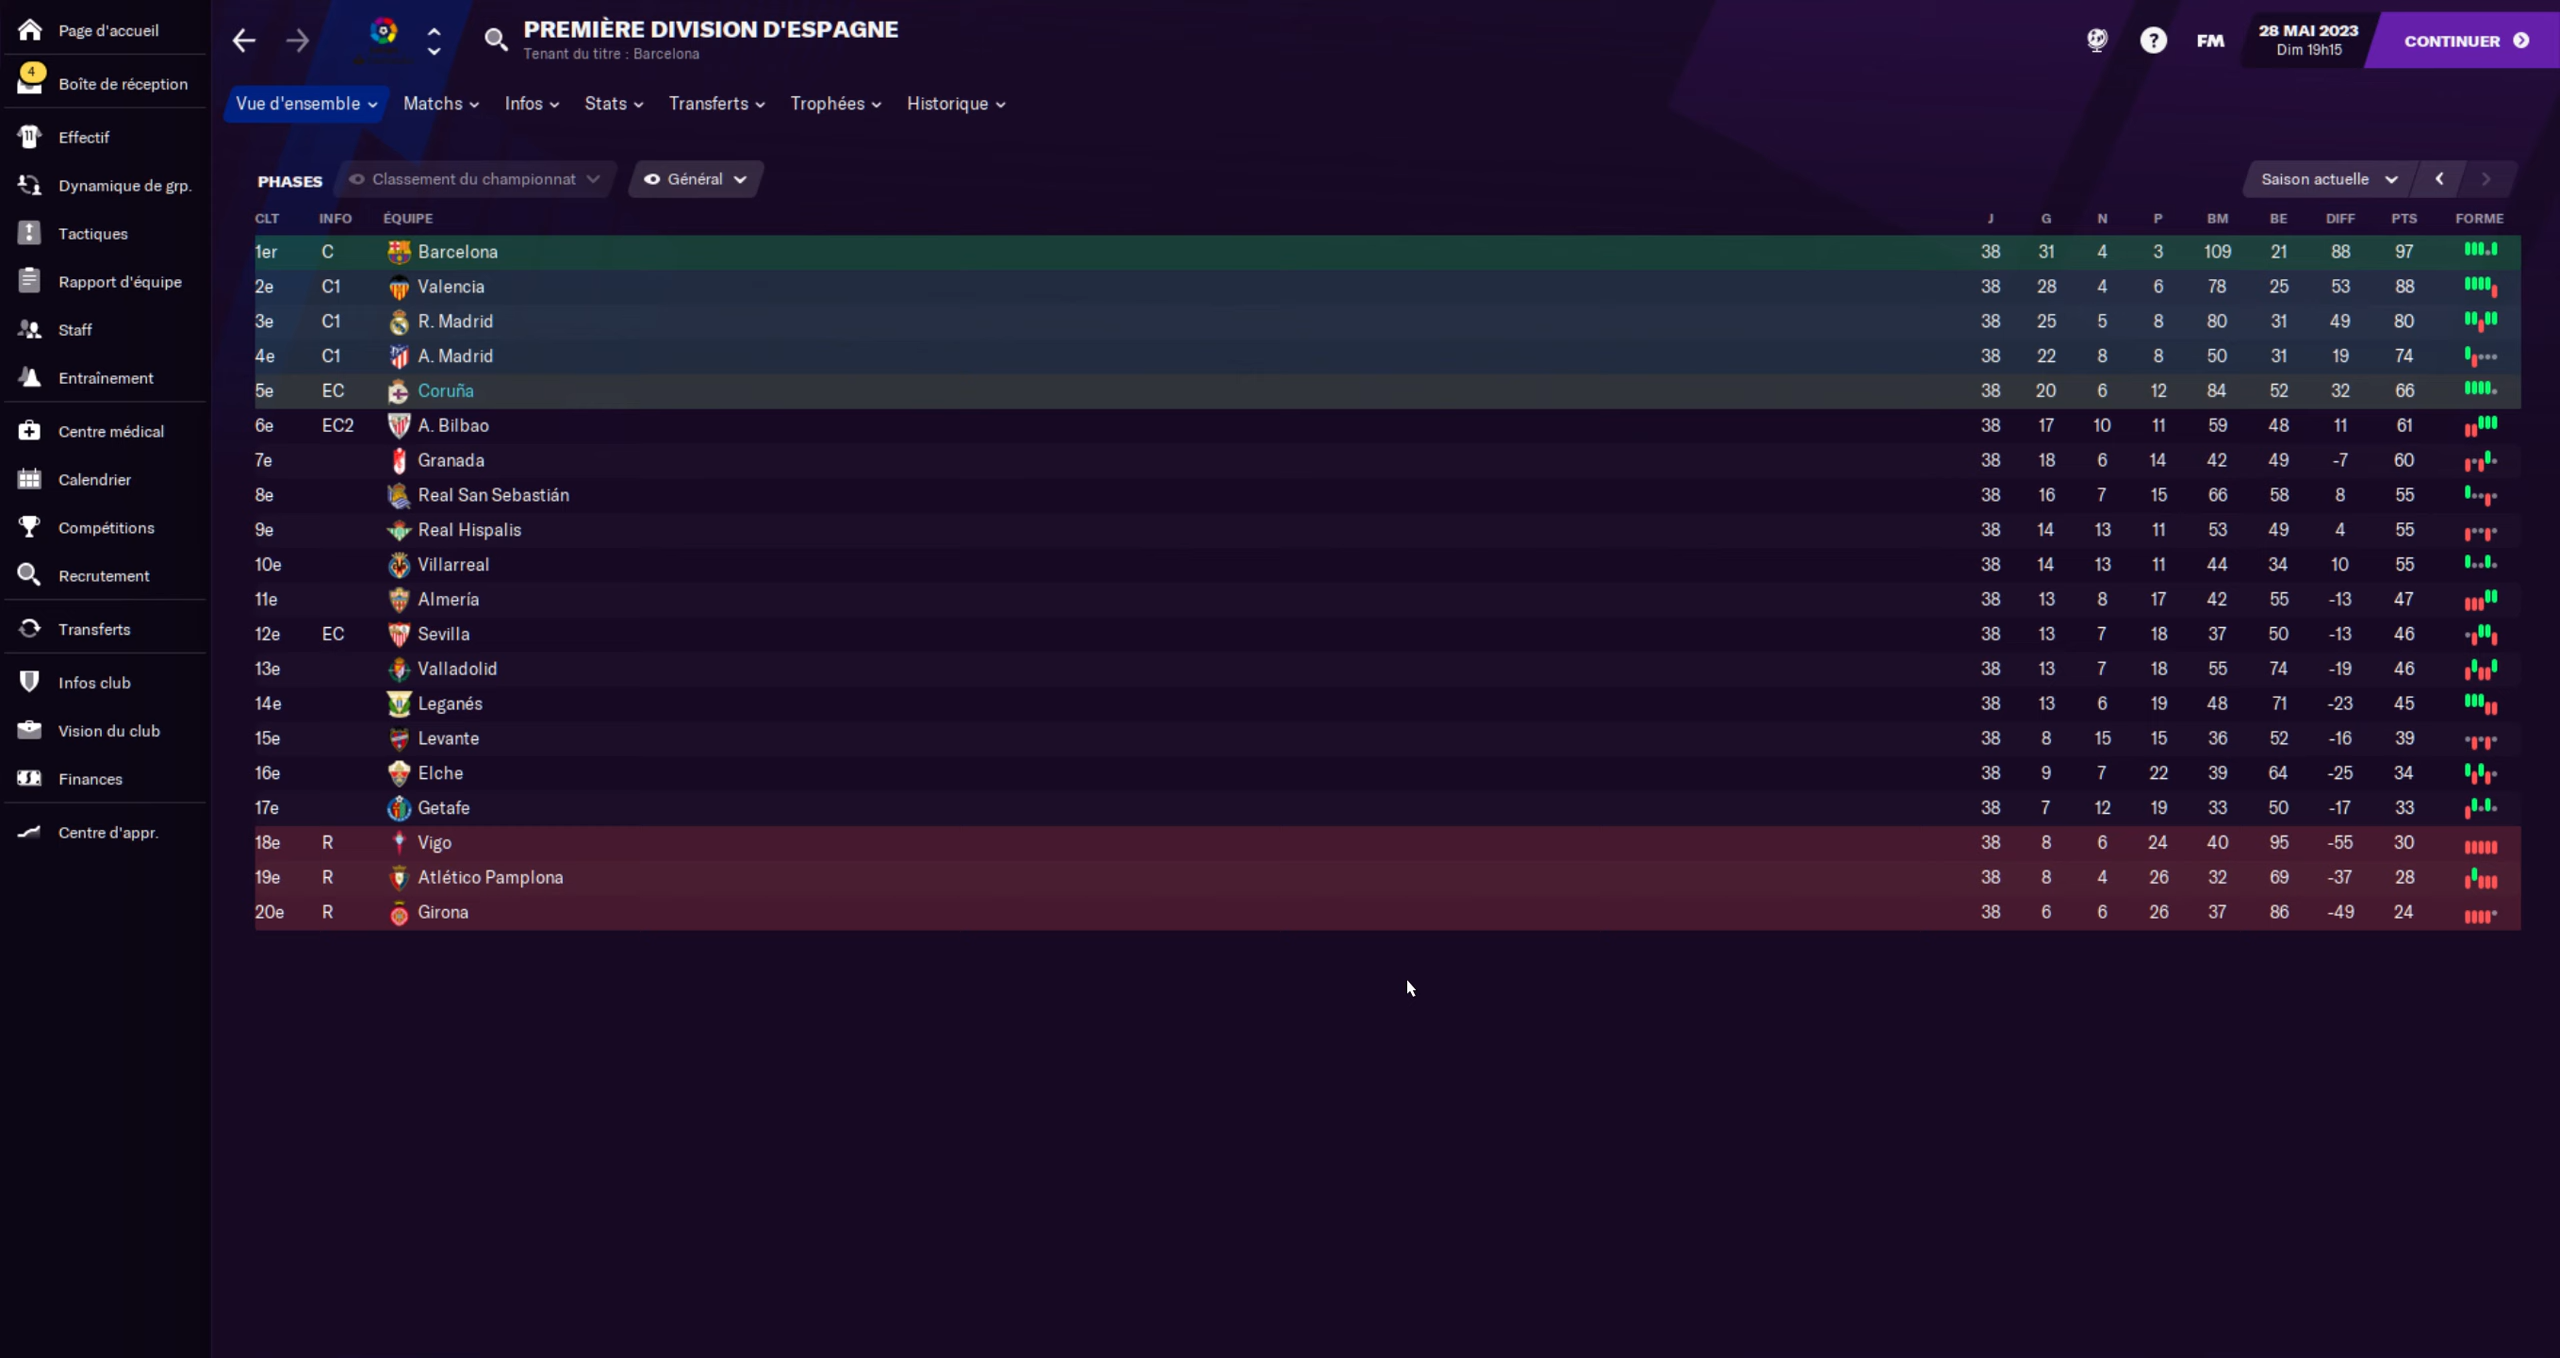 Page d'accueil
4
Boîte de réception
Effectif
Dynamique de grp.
Tactiques
Rapport d'équipe
Staff
Entraînement
Centre médical
Calendrier
Compétitions
Recrutement
Transferts
Infos club
Vision du club
Finances
Centre d'appr.
PREMIÈRE DIVISION D'ESPAGNE
Tenant du titre : Barcelona
FM
28 MAI 2023
Dim 19h15
CONTINUER
Vue d'ensemble Matchs Infos Stats Transferts Trophées Historique
PHASES Classement du championnat Général Saison actuelle
CLT INFO ÉQUIPE J G N P BM BE DIFF PTS FORME
1er C Barcelona 38 31 4 3 109 21 88 97
2e C1 Valencia 38 28 4 6 78 25 53 88
3e C1 R. Madrid 38 25 5 8 80 31 49 80
4e C1 A. Madrid 38 22 8 8 50 31 19 74
5e EC Coruña 38 20 6 12 84 52 32 66
6e EC2 A. Bilbao 38 17 10 11 59 48 11 61
7e Granada 38 18 6 14 42 49 -7 60
8e Real San Sebastián 38 16 7 15 66 58 8 55
9e Real Hispalis 38 14 13 11 53 49 4 55
10e Villarreal 38 14 13 11 44 34 10 55
11e Almería 38 13 8 17 42 55 -13 47
12e EC Sevilla 38 13 7 18 37 50 -13 46
13e Valladolid 38 13 7 18 55 74 -19 46
14e Leganés 38 13 6 19 48 71 -23 45
15e Levante 38 8 15 15 36 52 -16 39
16e Elche 38 9 7 22 39 64 -25 34
17e Getafe 38 7 12 19 33 50 -17 33
18e R Vigo 38 8 6 24 40 95 -55 30
19e R Atlético Pamplona 38 8 4 26 32 69 -37 28
20e R Girona 38 6 6 26 37 86 -49 24